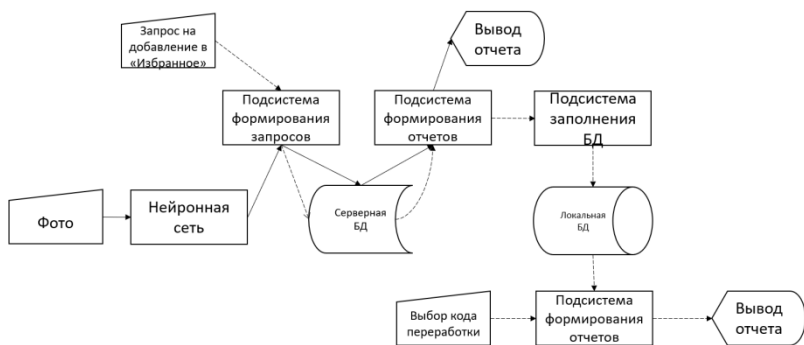 Запрос на
добавление в
«Избранное»
Вывод
отчета
Подсистема
формирования
запросов
Подсистема
формирования
отчетов
Подсистема
заполнения
БД
Фото
Нейронная
сеть
Серверная
БД
Локальная
БД
Выбор кода
переработки
Подсистема
формирования
отчетов
Вывод
отчета